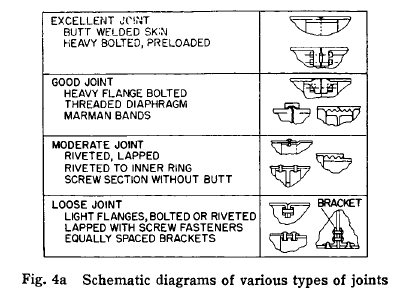 EXCELLENT JOINT
BUTT WELDED SKIN
HEAVY BOLTED, PRELOADED
GOOD JOINT
HEAVY FLANGE BOLTED
THREADED DIAPHRAGM
MARMAN BANDS
MODERATE JOINT
RIVETED, LAPPED
RIVETED TO INNER RING
SCREW SECTION WITHOUT BUTT
LOOSE JOINT
LIGHT FLANGES, BOLTED OR RIVETED
LAPPED WITH SCREW FASTENERS
EQUALLY SPACED BRACKETS
BRACKET
Fig. 4a Schematic diagrams of various types of joints